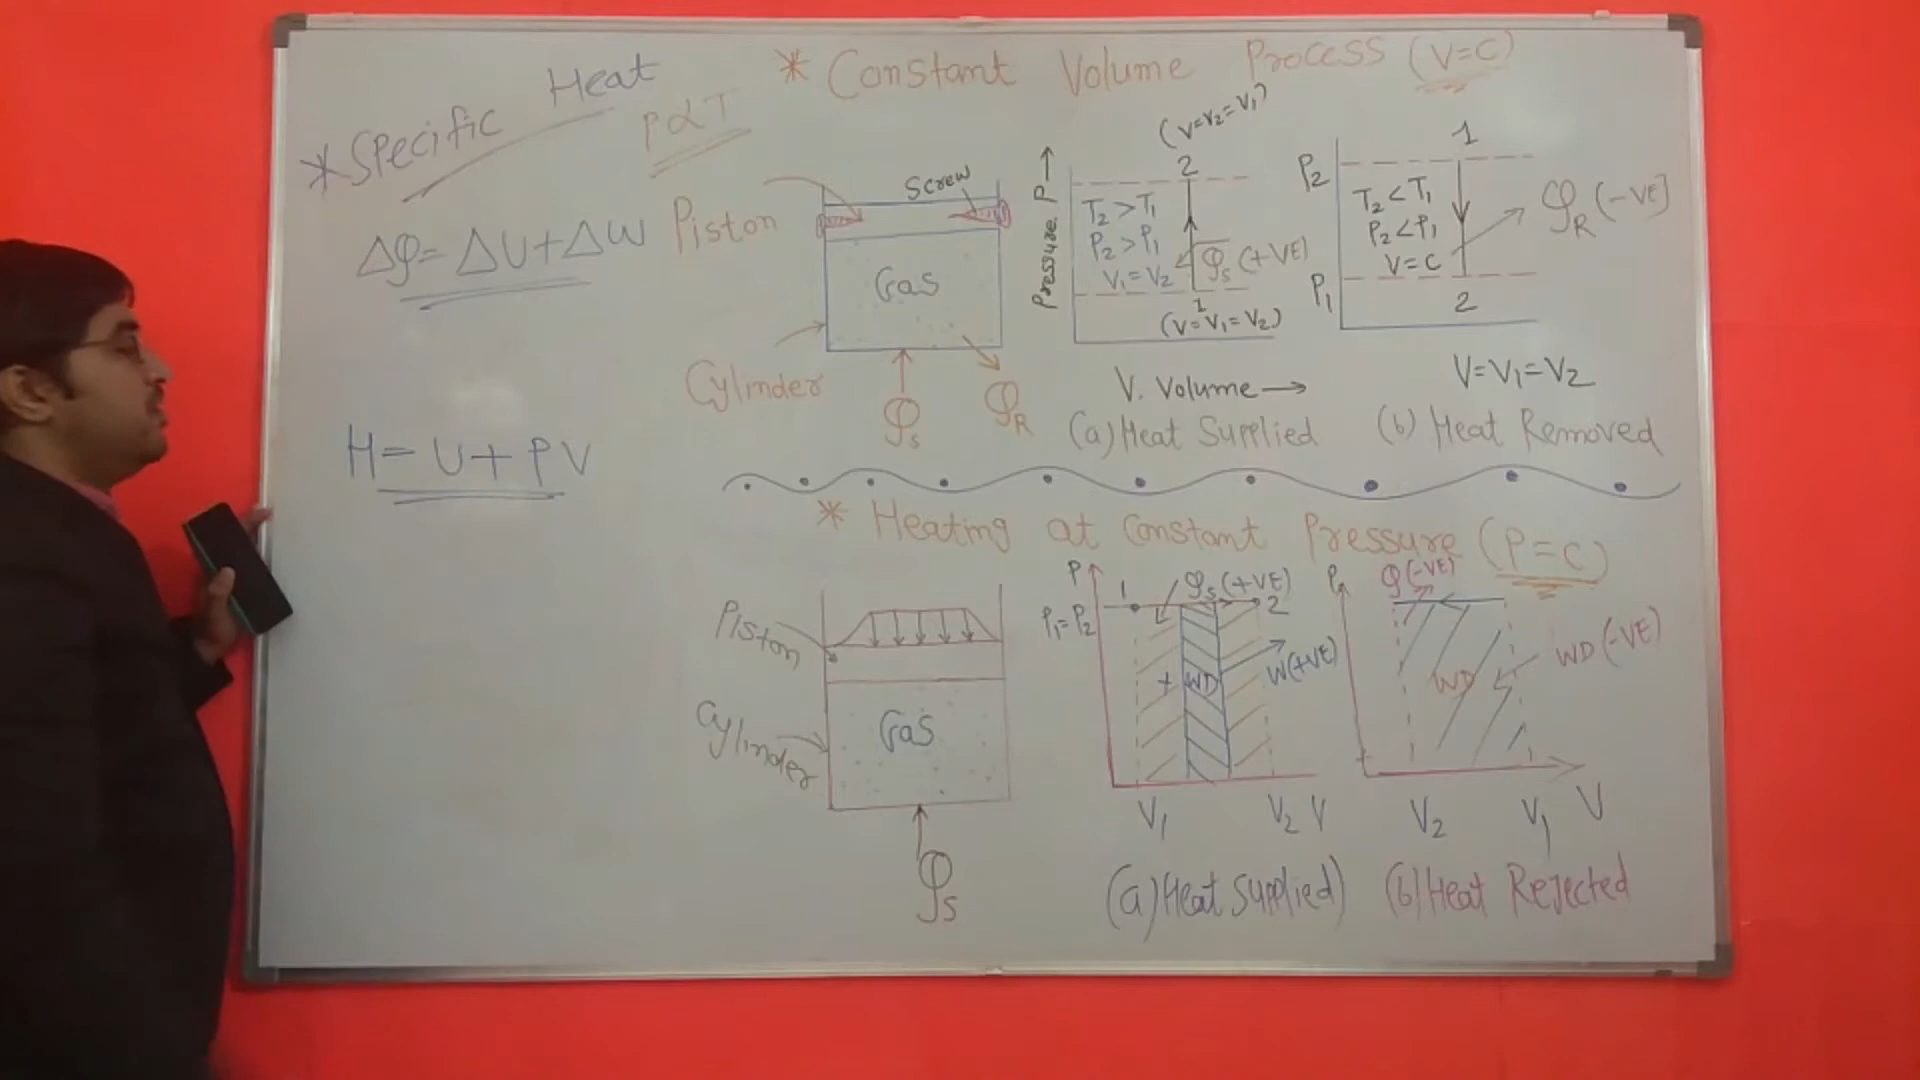 *Specific Heat
P∝T
ΔQ=ΔU+ΔW
H=U+PV
* Constant Volume Process (V=C)
Piston
Screw
Gas
Cylinder
Qs
QR
Pressure, P→
(V=V2=V1)
2
T2>T1
P2>P1
V1=V2
Qs (+VE)
1
(V=V1=V2)
V. Volume→
(a) Heat Supplied
P2
1
T2<T1
P2<P1
V=C
QR (-VE]
P1
2
V=V1=V2
(b) Heat Removed
* Heating at Constant Pressure (P=C)
Piston
Cylinder
Gas
Qs
P
P1=P2
1
Qs (+VE)
2
+WD
W(+VE)
V1
V2 V
(a) Heat Supplied)
P
Q(-VE)
WD
WD (-VE)
V2
V1
V
(b) Heat Rejected